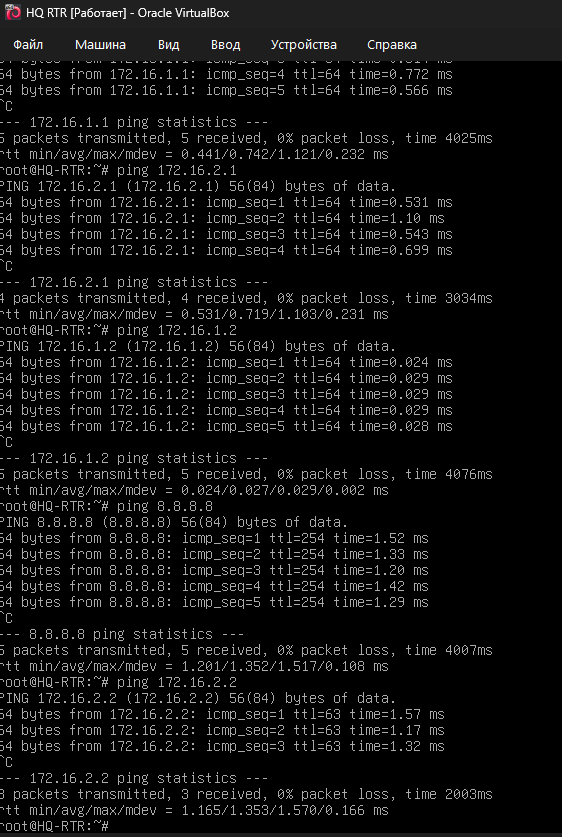 HQ RTR [Работает] - Oracle VirtualBox
Файл Машина Вид Ввод Устройства Справка
64 bytes from 172.16.1.1: icmp_seq=4 ttl=64 time=0.772 ms
64 bytes from 172.16.1.1: icmp_seq=5 ttl=64 time=0.566 ms
^C
--- 172.16.1.1 ping statistics ---
5 packets transmitted, 5 received, 0% packet loss, time 4025ms
rtt min/avg/max/mdev = 0.441/0.742/1.121/0.232 ms
root@HQ-RTR:~# ping 172.16.2.1
PING 172.16.2.1 (172.16.2.1) 56(84) bytes of data.
64 bytes from 172.16.2.1: icmp_seq=1 ttl=64 time=0.531 ms
64 bytes from 172.16.2.1: icmp_seq=2 ttl=64 time=1.10 ms
64 bytes from 172.16.2.1: icmp_seq=3 ttl=64 time=0.543 ms
64 bytes from 172.16.2.1: icmp_seq=4 ttl=64 time=0.699 ms
^C
--- 172.16.2.1 ping statistics ---
4 packets transmitted, 4 received, 0% packet loss, time 3034ms
rtt min/avg/max/mdev = 0.531/0.719/1.103/0.231 ms
root@HQ-RTR:~# ping 172.16.1.2
PING 172.16.1.2 (172.16.1.2) 56(84) bytes of data.
64 bytes from 172.16.1.2: icmp_seq=1 ttl=64 time=0.024 ms
64 bytes from 172.16.1.2: icmp_seq=2 ttl=64 time=0.029 ms
64 bytes from 172.16.1.2: icmp_seq=3 ttl=64 time=0.029 ms
64 bytes from 172.16.1.2: icmp_seq=4 ttl=64 time=0.029 ms
64 bytes from 172.16.1.2: icmp_seq=5 ttl=64 time=0.028 ms
^C
--- 172.16.1.2 ping statistics ---
5 packets transmitted, 5 received, 0% packet loss, time 4076ms
rtt min/avg/max/mdev = 0.024/0.027/0.029/0.002 ms
root@HQ-RTR:~# ping 8.8.8.8
PING 8.8.8.8 (8.8.8.8) 56(84) bytes of data.
64 bytes from 8.8.8.8: icmp_seq=1 ttl=254 time=1.52 ms
64 bytes from 8.8.8.8: icmp_seq=2 ttl=254 time=1.33 ms
64 bytes from 8.8.8.8: icmp_seq=3 ttl=254 time=1.20 ms
64 bytes from 8.8.8.8: icmp_seq=4 ttl=254 time=1.42 ms
64 bytes from 8.8.8.8: icmp_seq=5 ttl=254 time=1.29 ms
^C
--- 8.8.8.8 ping statistics ---
5 packets transmitted, 5 received, 0% packet loss, time 4007ms
rtt min/avg/max/mdev = 1.201/1.352/1.517/0.108 ms
root@HQ-RTR:~# ping 172.16.2.2
PING 172.16.2.2 (172.16.2.2) 56(84) bytes of data.
64 bytes from 172.16.2.2: icmp_seq=1 ttl=63 time=1.57 ms
64 bytes from 172.16.2.2: icmp_seq=2 ttl=63 time=1.17 ms
64 bytes from 172.16.2.2: icmp_seq=3 ttl=63 time=1.32 ms
^C
--- 172.16.2.2 ping statistics ---
3 packets transmitted, 3 received, 0% packet loss, time 2003ms
rtt min/avg/max/mdev = 1.165/1.353/1.570/0.166 ms
root@HQ-RTR:~#